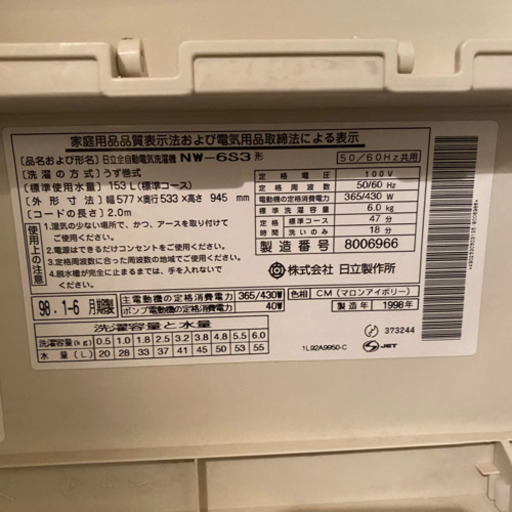 家庭用品品質表示法および電気用品取締法による表示
〔品名および形名〕日立全自動電気洗濯機 NW-6S3 形
50/60Hz共用
〔洗濯の方式〕うず巻式
〔標準使用水量〕153L(標準コース)
〔外形寸法〕幅577×奥行533×高さ 945 mm
〔コードの長さ〕2.0m
使用上の注意
1.湿気の少ない場所で、かつ、アースを取り付けてご使用ください。
2.電源はできるだけコンセントをご使用ください。
3.定格周波数に合った周波数の地域でご使用ください。
4.脱水槽が完全に止まるまでは、手を入れないでください。
定格電圧 100V
定格周波数 50/60 Hz
定格消費電力 365/430W
標準洗濯容量 6.0 kg
定格 標準コース 47 分
時間 洗いのみ 18 分
製造番号 8006966
株式会社 日立製作所
98.1-6 月期製
主電動機の定格消費電力 365/430W
ポンプ電動機の定格消費電力 40W
色相 CM(マロンアイボリー)
製造年 1998年
洗濯容量と水量
洗濯容量(kg) 0.5 1.0 1.8 2.5 3.2 3.8 4.8 5.5 6.0
水量(L) 20 28 33 37 41 45 49 53 57
373244
1L92A9950-C
JET